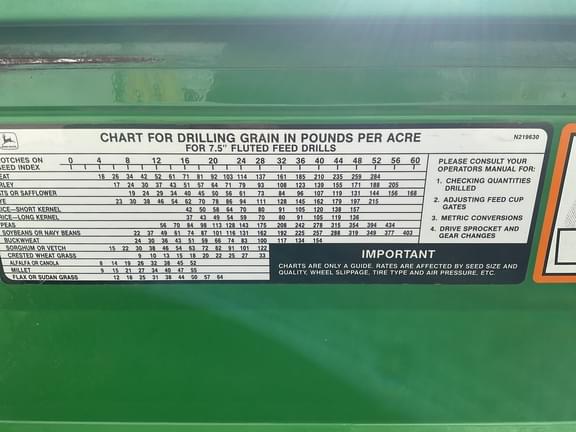 CHART FOR DRILLING GRAIN IN POUNDS PER ACRE
N219630
FOR 7.5" FLUTED FEED DRILLS
NOTCHES ON SEED INDEX 0 4 8 12 16 20 24 28 32 36 40 44 48 52 56 60
EAT 18 26 34 42 52 61 71 81 92 103 114 137 161 185 210 235 259 284
RLEY 17 24 30 37 43 51 57 64 71 79 93 108 123 139 155 171 188 205
TS OR SAFFLOWER 19 24 29 34 40 45 50 56 61 73 84 96 107 119 131 144 156 168
YE 23 30 38 46 54 62 70 78 86 94 111 128 145 162 179 197 215
ICE—SHORT KERNEL 42 50 58 64 70 80 91 105 120 138 157
RICE—LONG KERNEL 37 43 49 54 59 70 80 91 105 119 136
PEAS 56 70 84 98 113 128 143 175 208 242 278 315 354 394 434
SOYBEANS OR NAVY BEANS 22 37 49 61 74 87 101 116 131 162 192 225 257 288 319 349 377 403
BUCKWHEAT 24 30 36 43 51 59 66 74 83 100 117 134 154
SORGHUM OR VETCH 15 22 30 38 46 54 63 72 82 91 101 122
CRESTED WHEAT GRASS 9 10 13 15 18 20 22 25 27 33
ALFALFA OR CANOLA 8 14 19 26 32 38 45 52
MILLET 9 15 21 27 34 40 47 55
FLAX OR SUDAN GRASS 12 18 25 31 38 44 50 57 64
PLEASE CONSULT YOUR
OPERATORS MANUAL FOR:
1. CHECKING QUANTITIES
DRILLED
2. ADJUSTING FEED CUP
GATES
3. METRIC CONVERSIONS
4. DRIVE SPROCKET AND
GEAR CHANGES
IMPORTANT
CHARTS ARE ONLY A GUIDE. RATES ARE AFFECTED BY SEED SIZE AND
QUALITY, WHEEL SLIPPAGE, TIRE TYPE AND AIR PRESSURE, ETC.